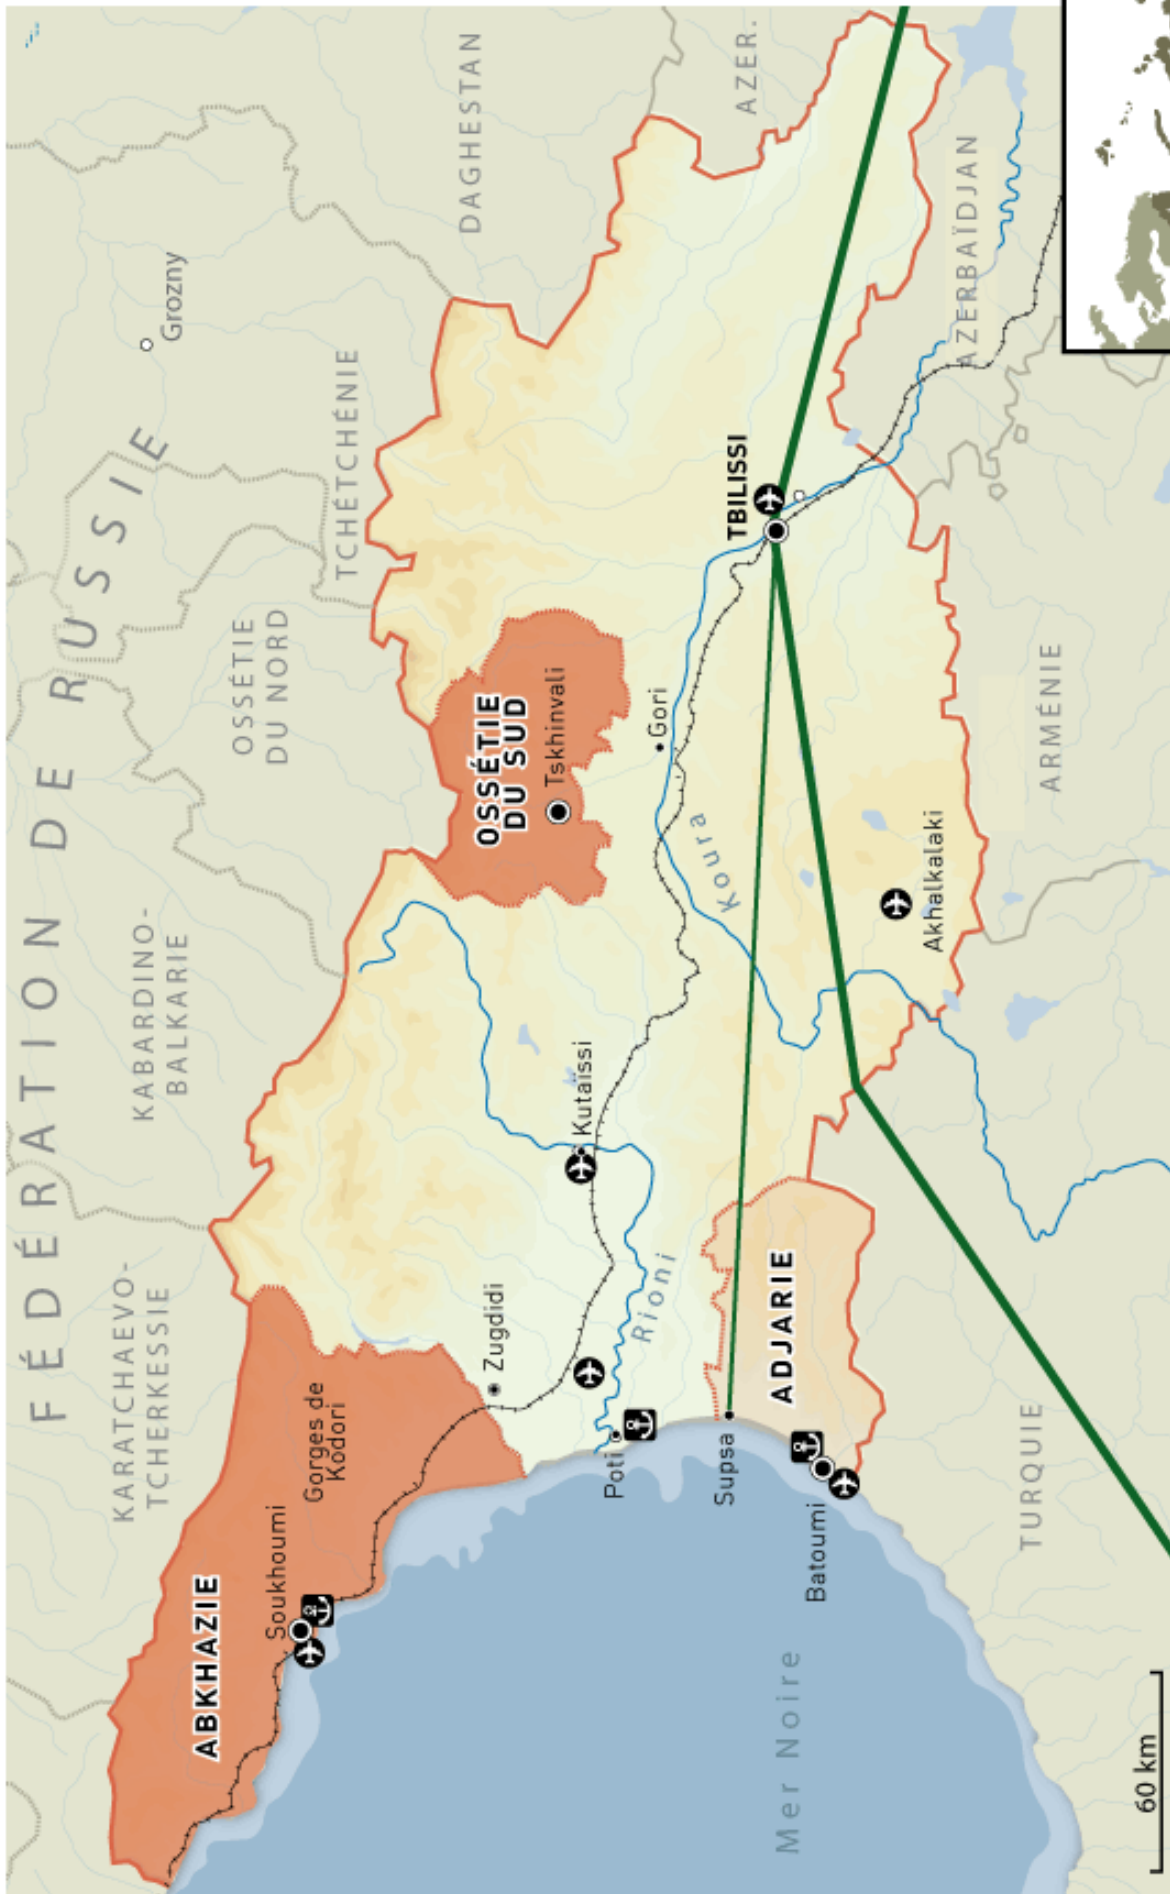 FÉDÉRATION DE RUSSIE
KARATCHAEVO-
TCHERKESSIE
KABARDINO-
BALKARIE
OSSÉTIE
DU NORD
TCHÉTCHÉNIE
Grozny
DAGHESTAN
AZER.
ABKHAZIE
Soukhoumi
Gorges de
Kodori
Zugdidi
OSSÉTIE
DU SUD
Tskhinvali
Kutaïssi
Gori
Poti
Rioni
Koura
TBILISSI
Supsa
ADJARIE
Batoumi
Akhalkalaki
AZERBAÏDJAN
ARMÉNIE
TURQUIE
Mer Noire
60 km